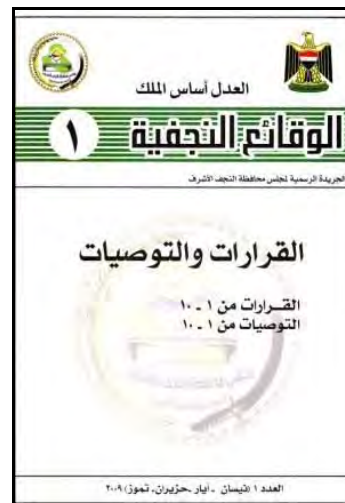 العدل أساس الملك
الوقائع النجفية
١
الجريدة الرسمية لمجلس محافظة النجف الأشرف
القرارات والتوصيات
القــرارات من ١ ـ ١٠
التوصيات من ١ ـ ١٠
العدد ١ (نيسان ـ أيار ـ حزيران ـ تموز) ٢٠٠٩